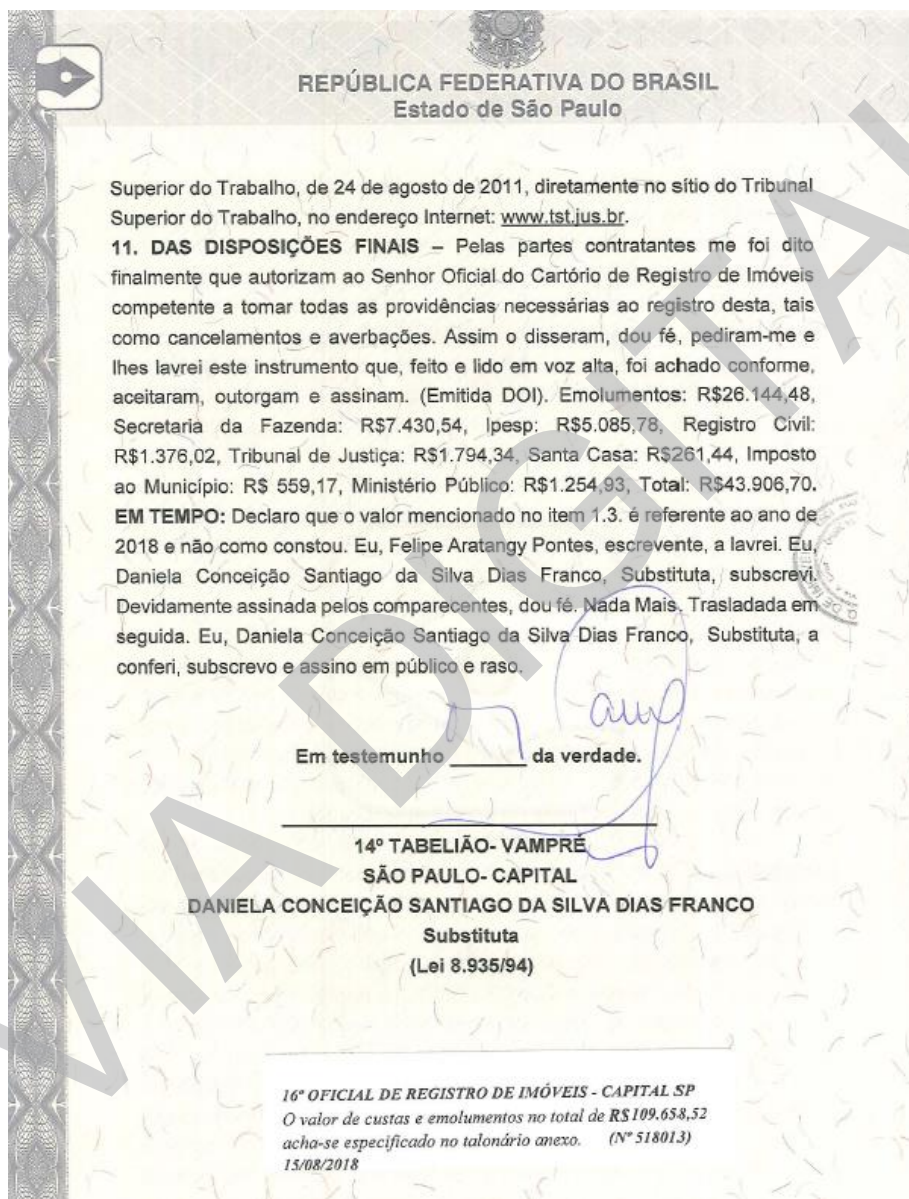 REPÚBLICA FEDERATIVA DO BRASIL
Estado de São Paulo
Superior do Trabalho, de 24 de agosto de 2011, diretamente no sítio do Tribunal
Superior do Trabalho, no endereço Internet: www.tst.jus.br.
11. DAS DISPOSIÇÕES FINAIS – Pelas partes contratantes me foi dito
finalmente que autorizam ao Senhor Oficial do Cartório de Registro de Imóveis
competente a tomar todas as providências necessárias ao registro desta, tais
como cancelamentos e averbações. Assim o disseram, dou fé, pediram-me e
lhes lavrei este instrumento que, feito e lido em voz alta, foi achado conforme,
aceitaram, outorgam e assinam. (Emitida DOI). Emolumentos: R$26.144,48,
Secretaria da Fazenda: R$7.430,54, Ipesp: R$5.085,78, Registro Civil:
R$1.376,02, Tribunal de Justiça: R$1.794,34, Santa Casa: R$261,44, Imposto
ao Município: R$ 559,17, Ministério Público: R$1.254,93, Total: R$43.906,70.
EM TEMPO: Declaro que o valor mencionado no item 1.3. é referente ao ano de
2018 e não como constou. Eu, Felipe Aratangy Pontes, escrevente, a lavrei. Eu,
Daniela Conceição Santiago da Silva Dias Franco, Substituta, subscrevi.
Devidamente assinada pelos comparecentes, dou fé. Nada Mais. Trasladada em
seguida. Eu, Daniela Conceição Santiago da Silva Dias Franco, Substituta, a
conferi, subscrevo e assino em público e raso.
Em testemunho ______ da verdade.
14º TABELIÃO- VAMPRÉ
SÃO PAULO- CAPITAL
DANIELA CONCEIÇÃO SANTIAGO DA SILVA DIAS FRANCO
Substituta
(Lei 8.935/94)
16º OFICIAL DE REGISTRO DE IMÓVEIS - CAPITAL SP
O valor de custas e emolumentos no total de R$109.658,52
acha-se especificado no talonário anexo. (Nº 518013)
15/08/2018
VIA DIGITAL